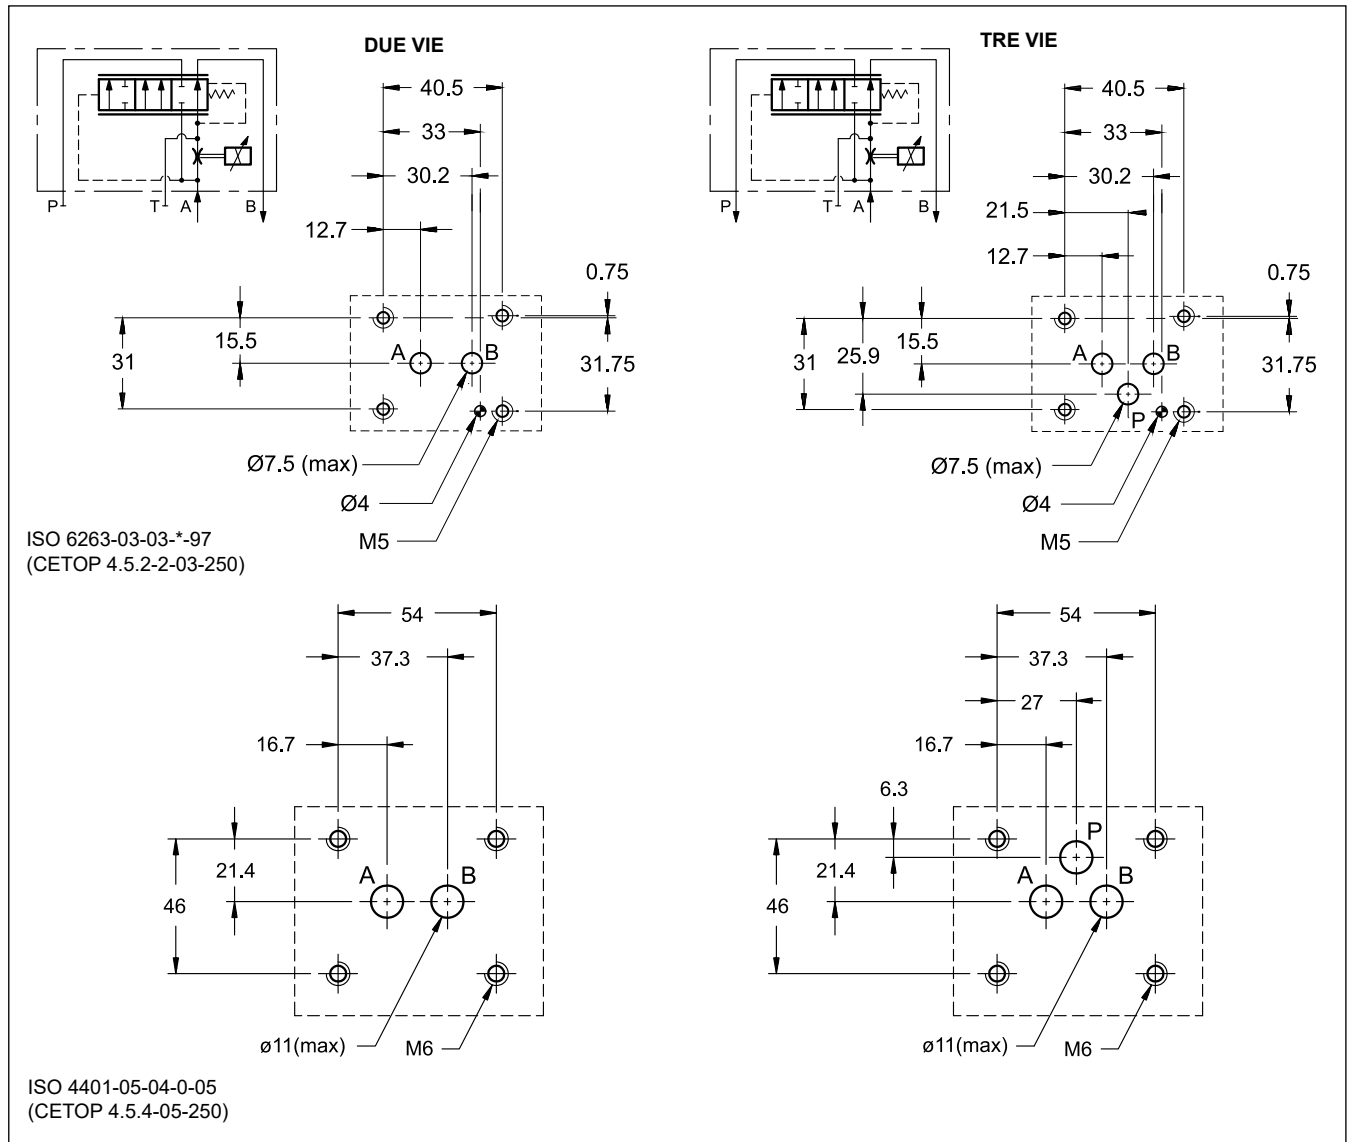 DUE VIE
P
T
A
B
40.5
33
30.2
12.7
0.75
15.5
31
31.75
A
B
Ø7.5 (max)
Ø4
M5
TRE VIE
P
T
A
B
40.5
33
30.2
21.5
12.7
0.75
15.5
25.9
31
31.75
A
B
P
Ø7.5 (max)
Ø4
M5
ISO 6263-03-03-*-97
(CETOP 4.5.2-2-03-250)
54
37.3
16.7
21.4
46
A
B
ø11(max)
M6
54
37.3
27
16.7
6.3
21.4
46
P
A
B
ø11(max)
M6
ISO 4401-05-04-0-05
(CETOP 4.5.4-05-250)